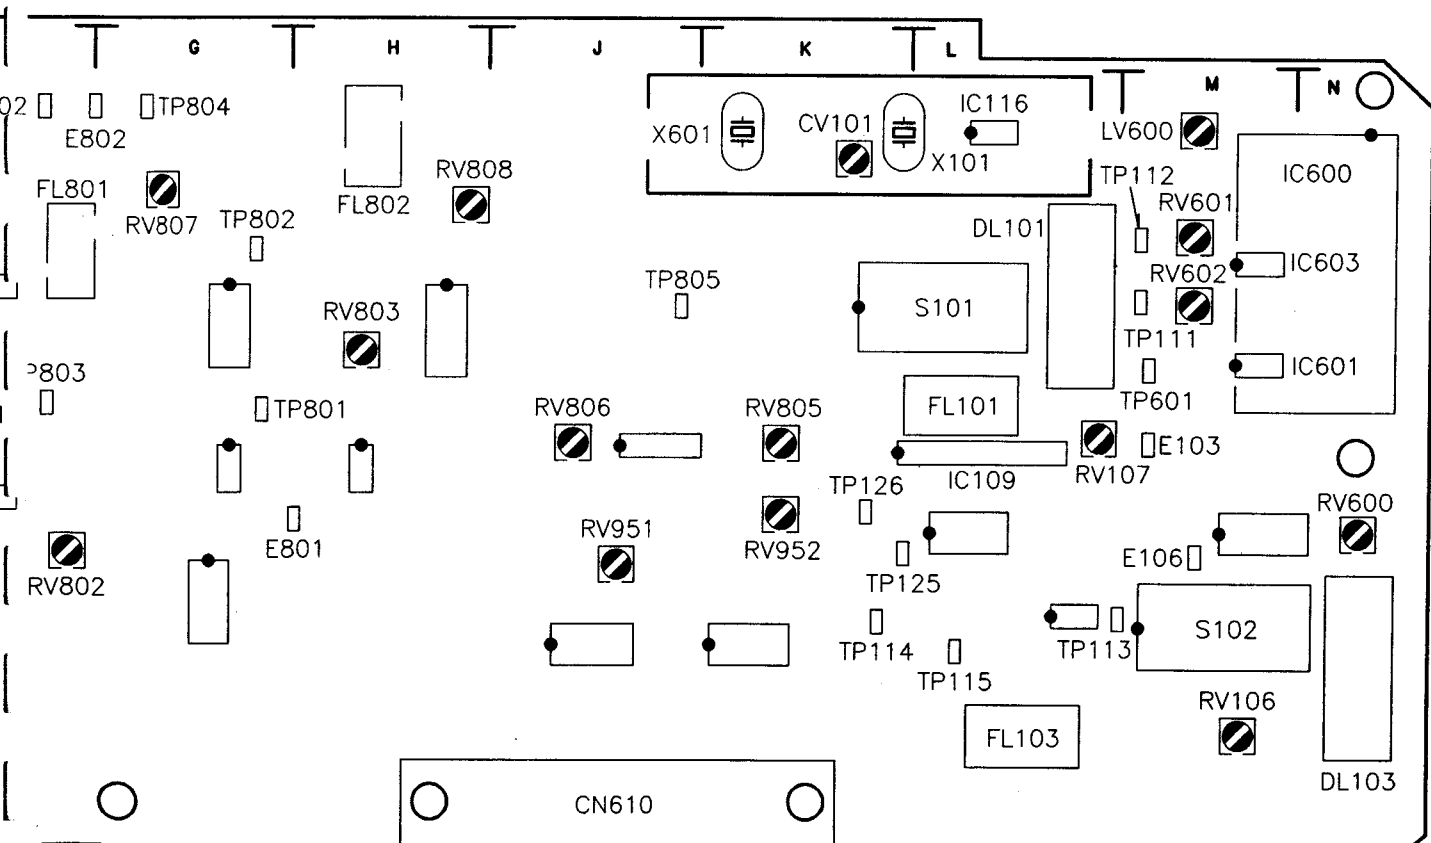 G H J K L M N
02 TP804 X601 CV101 IC116 LV600
E802 X101
FL801 RV807 FL802 RV808 TP112 IC600
TP802 DL101 RV601
TP805 S101 RV602 IC603
RV803 TP111
P803 FL101 TP601 IC601
TP801 RV806 RV805 E103
IC109 RV107
TP126 RV600
E801 RV951 RV952 E106
RV802 TP125
TP114 TP113 S102
TP115
RV106
FL103
CN610 DL103